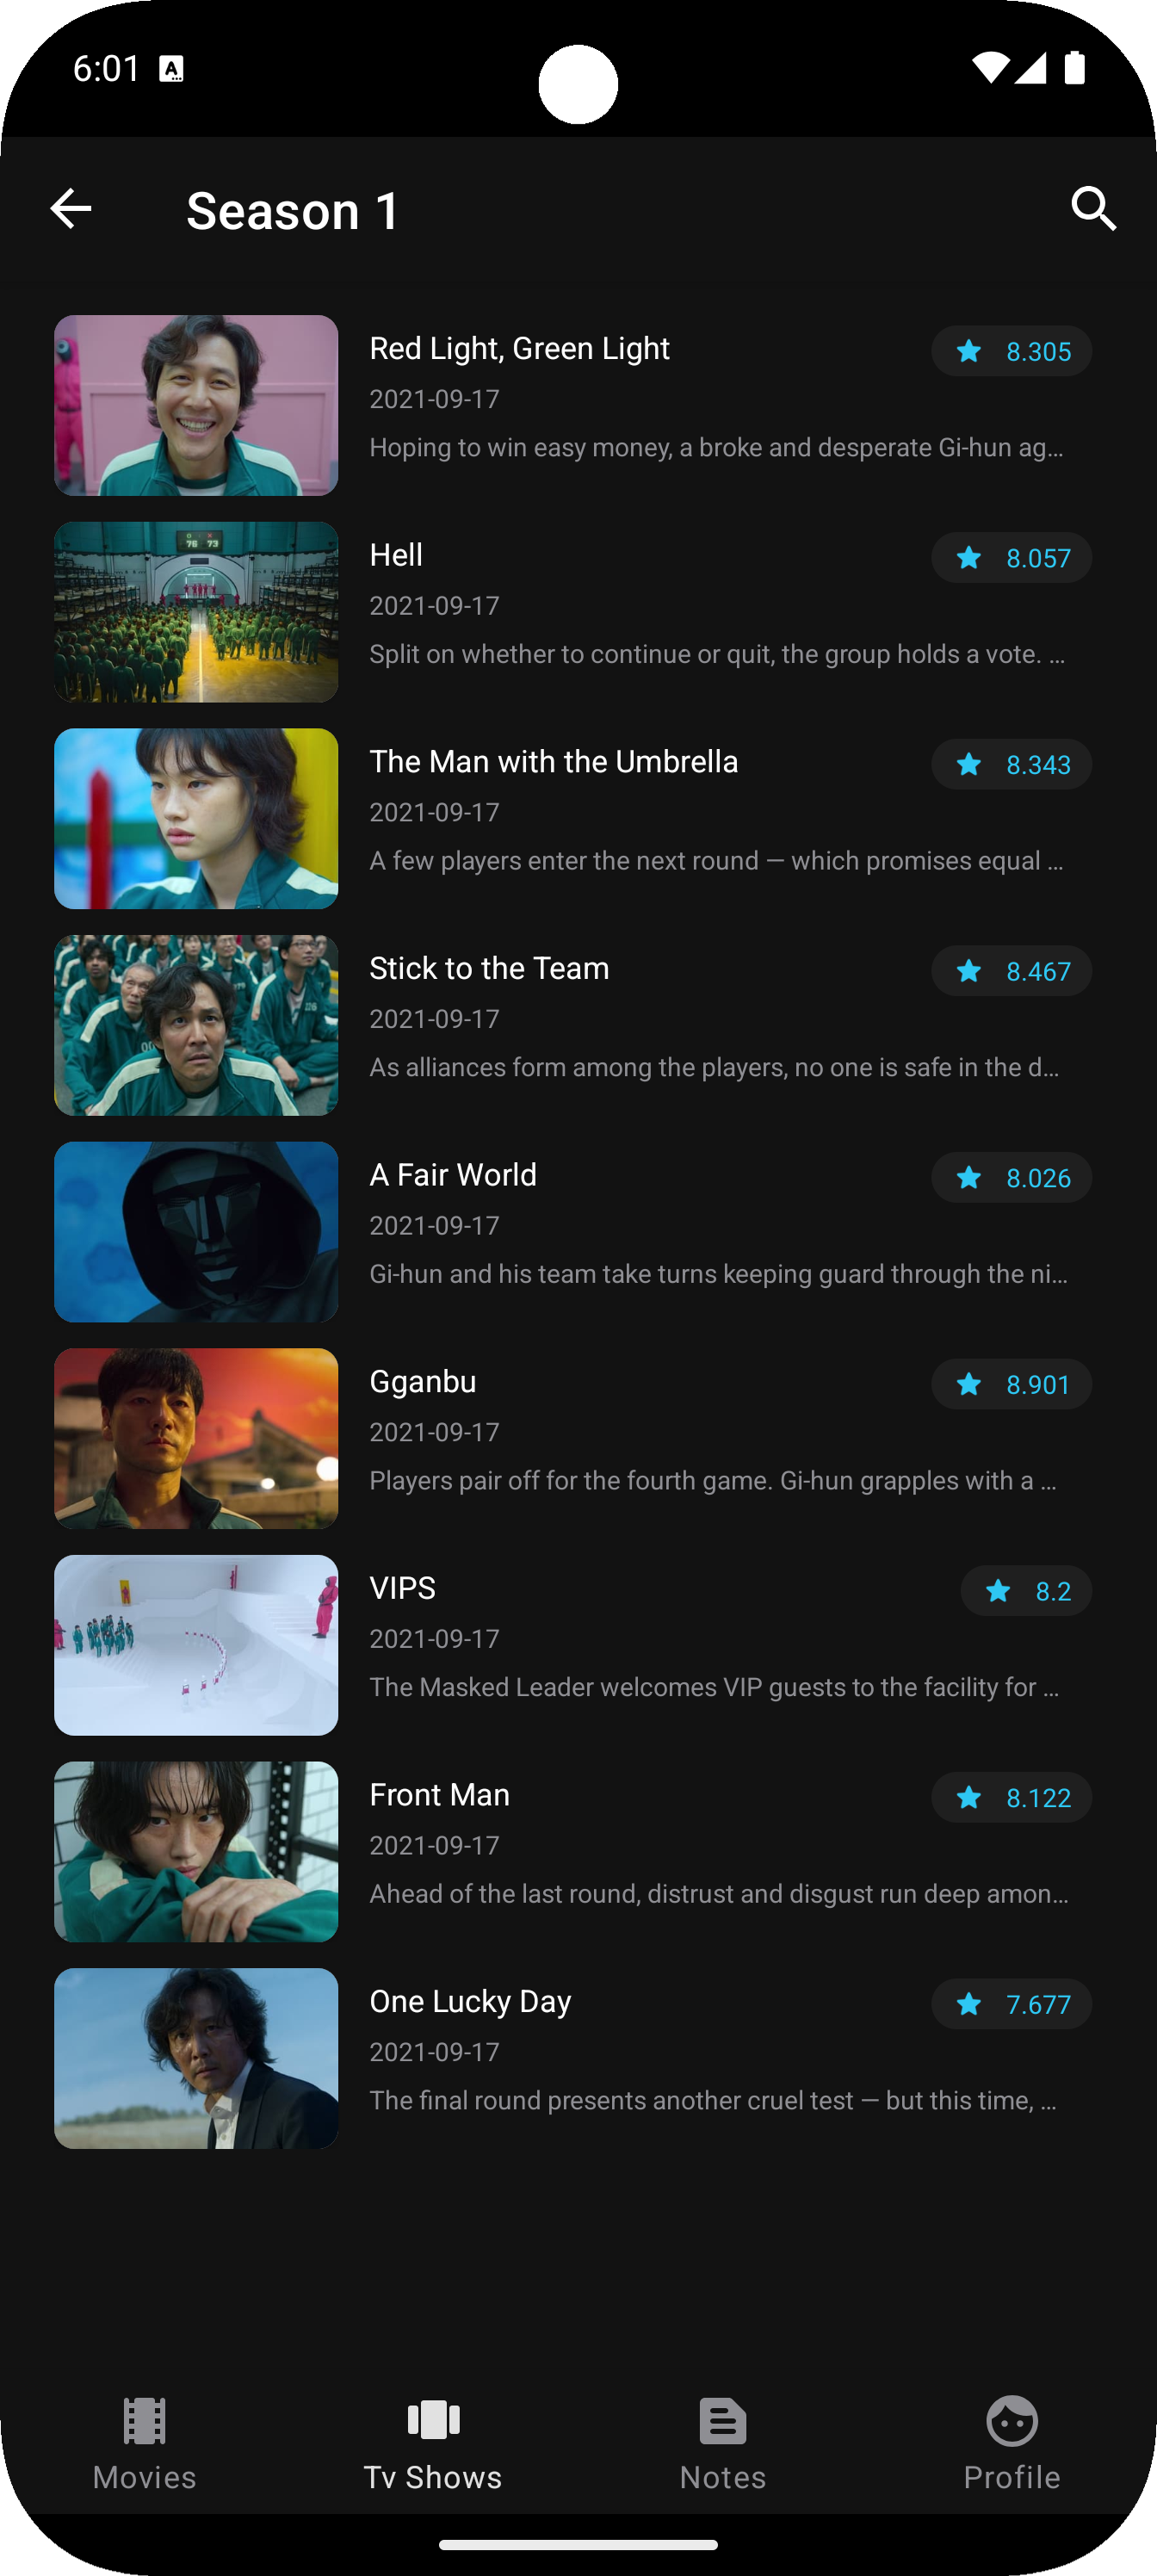 6:01
Season 1
Red Light, Green Light
8.305
2021-09-17
Hoping to win easy money, a broke and desperate Gi-hun ag...
76 73
Hell
8.057
2021-09-17
Split on whether to continue or quit, the group holds a vote. ...
The Man with the Umbrella
8.343
2021-09-17
A few players enter the next round — which promises equal ...
Stick to the Team
8.467
2021-09-17
As alliances form among the players, no one is safe in the d...
A Fair World
8.026
2021-09-17
Gi-hun and his team take turns keeping guard through the ni...
Gganbu
8.901
2021-09-17
Players pair off for the fourth game. Gi-hun grapples with a ...
VIPS
8.2
2021-09-17
The Masked Leader welcomes VIP guests to the facility for ...
Front Man
8.122
2021-09-17
Ahead of the last round, distrust and disgust run deep amon...
One Lucky Day
7.677
2021-09-17
The final round presents another cruel test — but this time, ...
Movies
Tv Shows
Notes
Profile